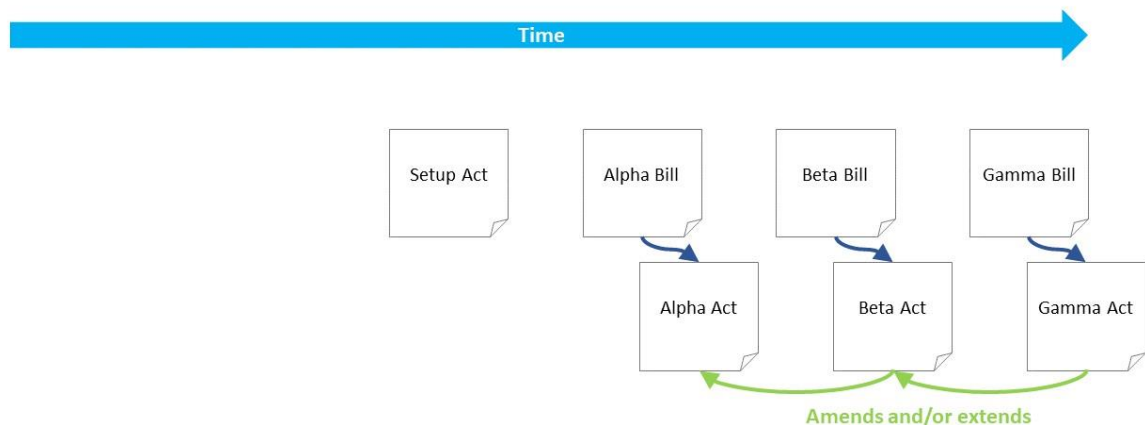 Time
Setup Act
Alpha Bill
Beta Bill
Gamma Bill
Alpha Act
Beta Act
Gamma Act
Amends and/or extends